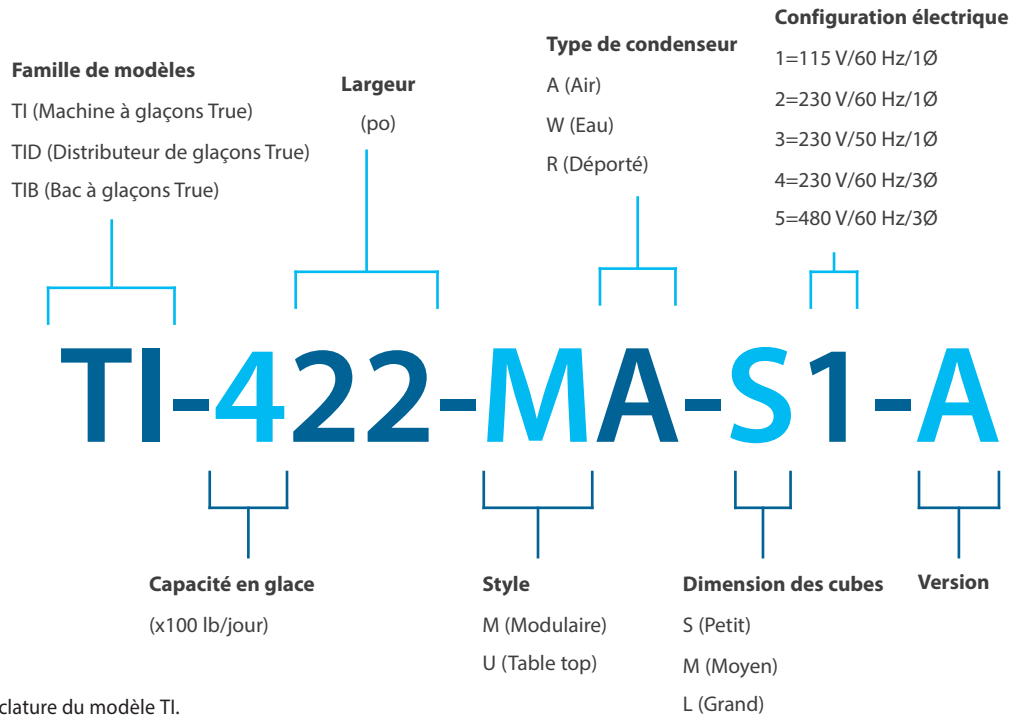 Famille de modèles
TI (Machine à glaçons True)
TID (Distributeur de glaçons True)
TIB (Bac à glaçons True)
Largeur
(po)
Type de condenseur
A (Air)
W (Eau)
R (Déporté)
Configuration électrique
1=115 V/60 Hz/1Ø
2=230 V/60 Hz/1Ø
3=230 V/50 Hz/1Ø
4=230 V/60 Hz/3Ø
5=480 V/60 Hz/3Ø
TI-422-MA-S1-A
Capacité en glace
(x100 lb/jour)
Style
M (Modulaire)
U (Table top)
Dimension des cubes
S (Petit)
M (Moyen)
L (Grand)
Version
clature du modèle TI.